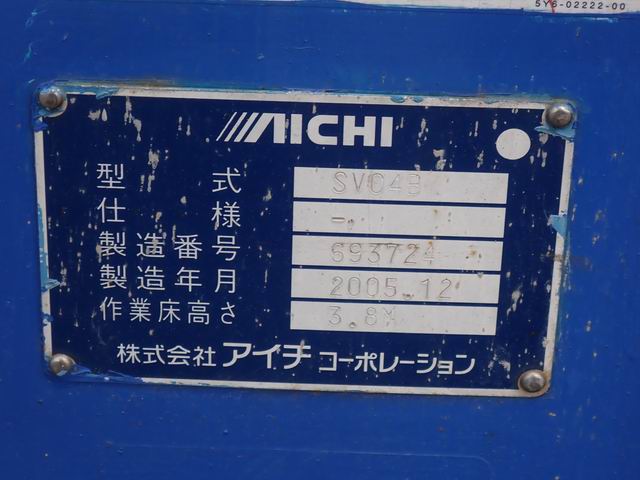 5Y6-02222-00
AICHI
型式 SV04B
仕様 -.
製造番号 693724
製造年月 2005.12
作業床高さ 3.8M
株式会社 アイチ コーポレーション